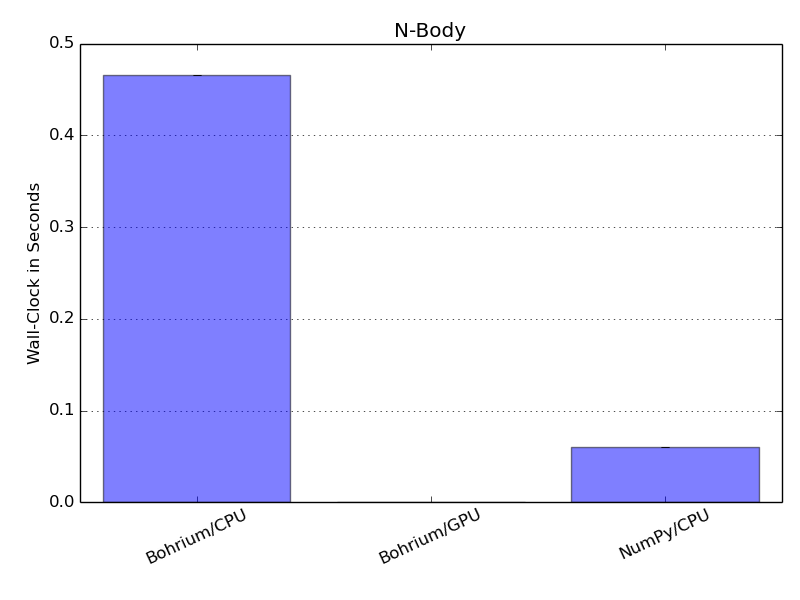 N-Body
Wall-Clock in Seconds
0.5
0.4
0.3
0.2
0.1
0.0
Bohrium/CPU
Bohrium/GPU
NumPy/CPU